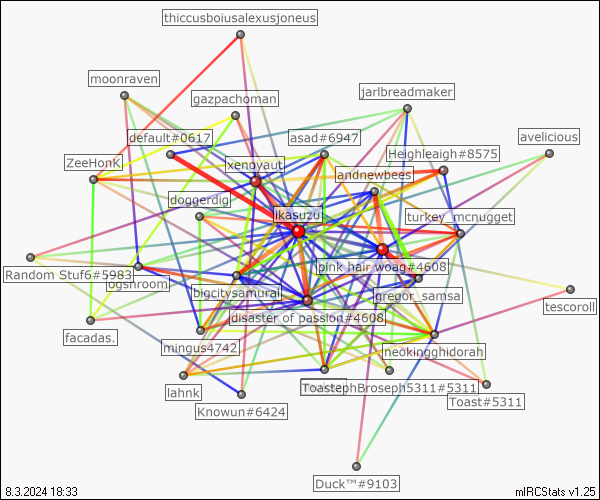 thiccusboiusalexusjoneus
moonraven
jarlbreadmaker
gazpachoman
default#0617
asad#6947
avelicious
Heighleaigh#8575
ZeeHonK
xenovaut
andnewbees
doggerdig
ikasuzu
turkey_mcnugget
pink hair woag#4608
Random Stuf6#5983
ogshroom
bigcitysamurai
gregor_samsa
tescoroll
disaster of passion#4608
facadas.
mingus4742
neokingghidorah
lahnk
ToastephBroseph5311#5311
Toast#5311
Knowun#6424
Duck™#9103
8.3.2024 18:33
mIRCStats v1.25